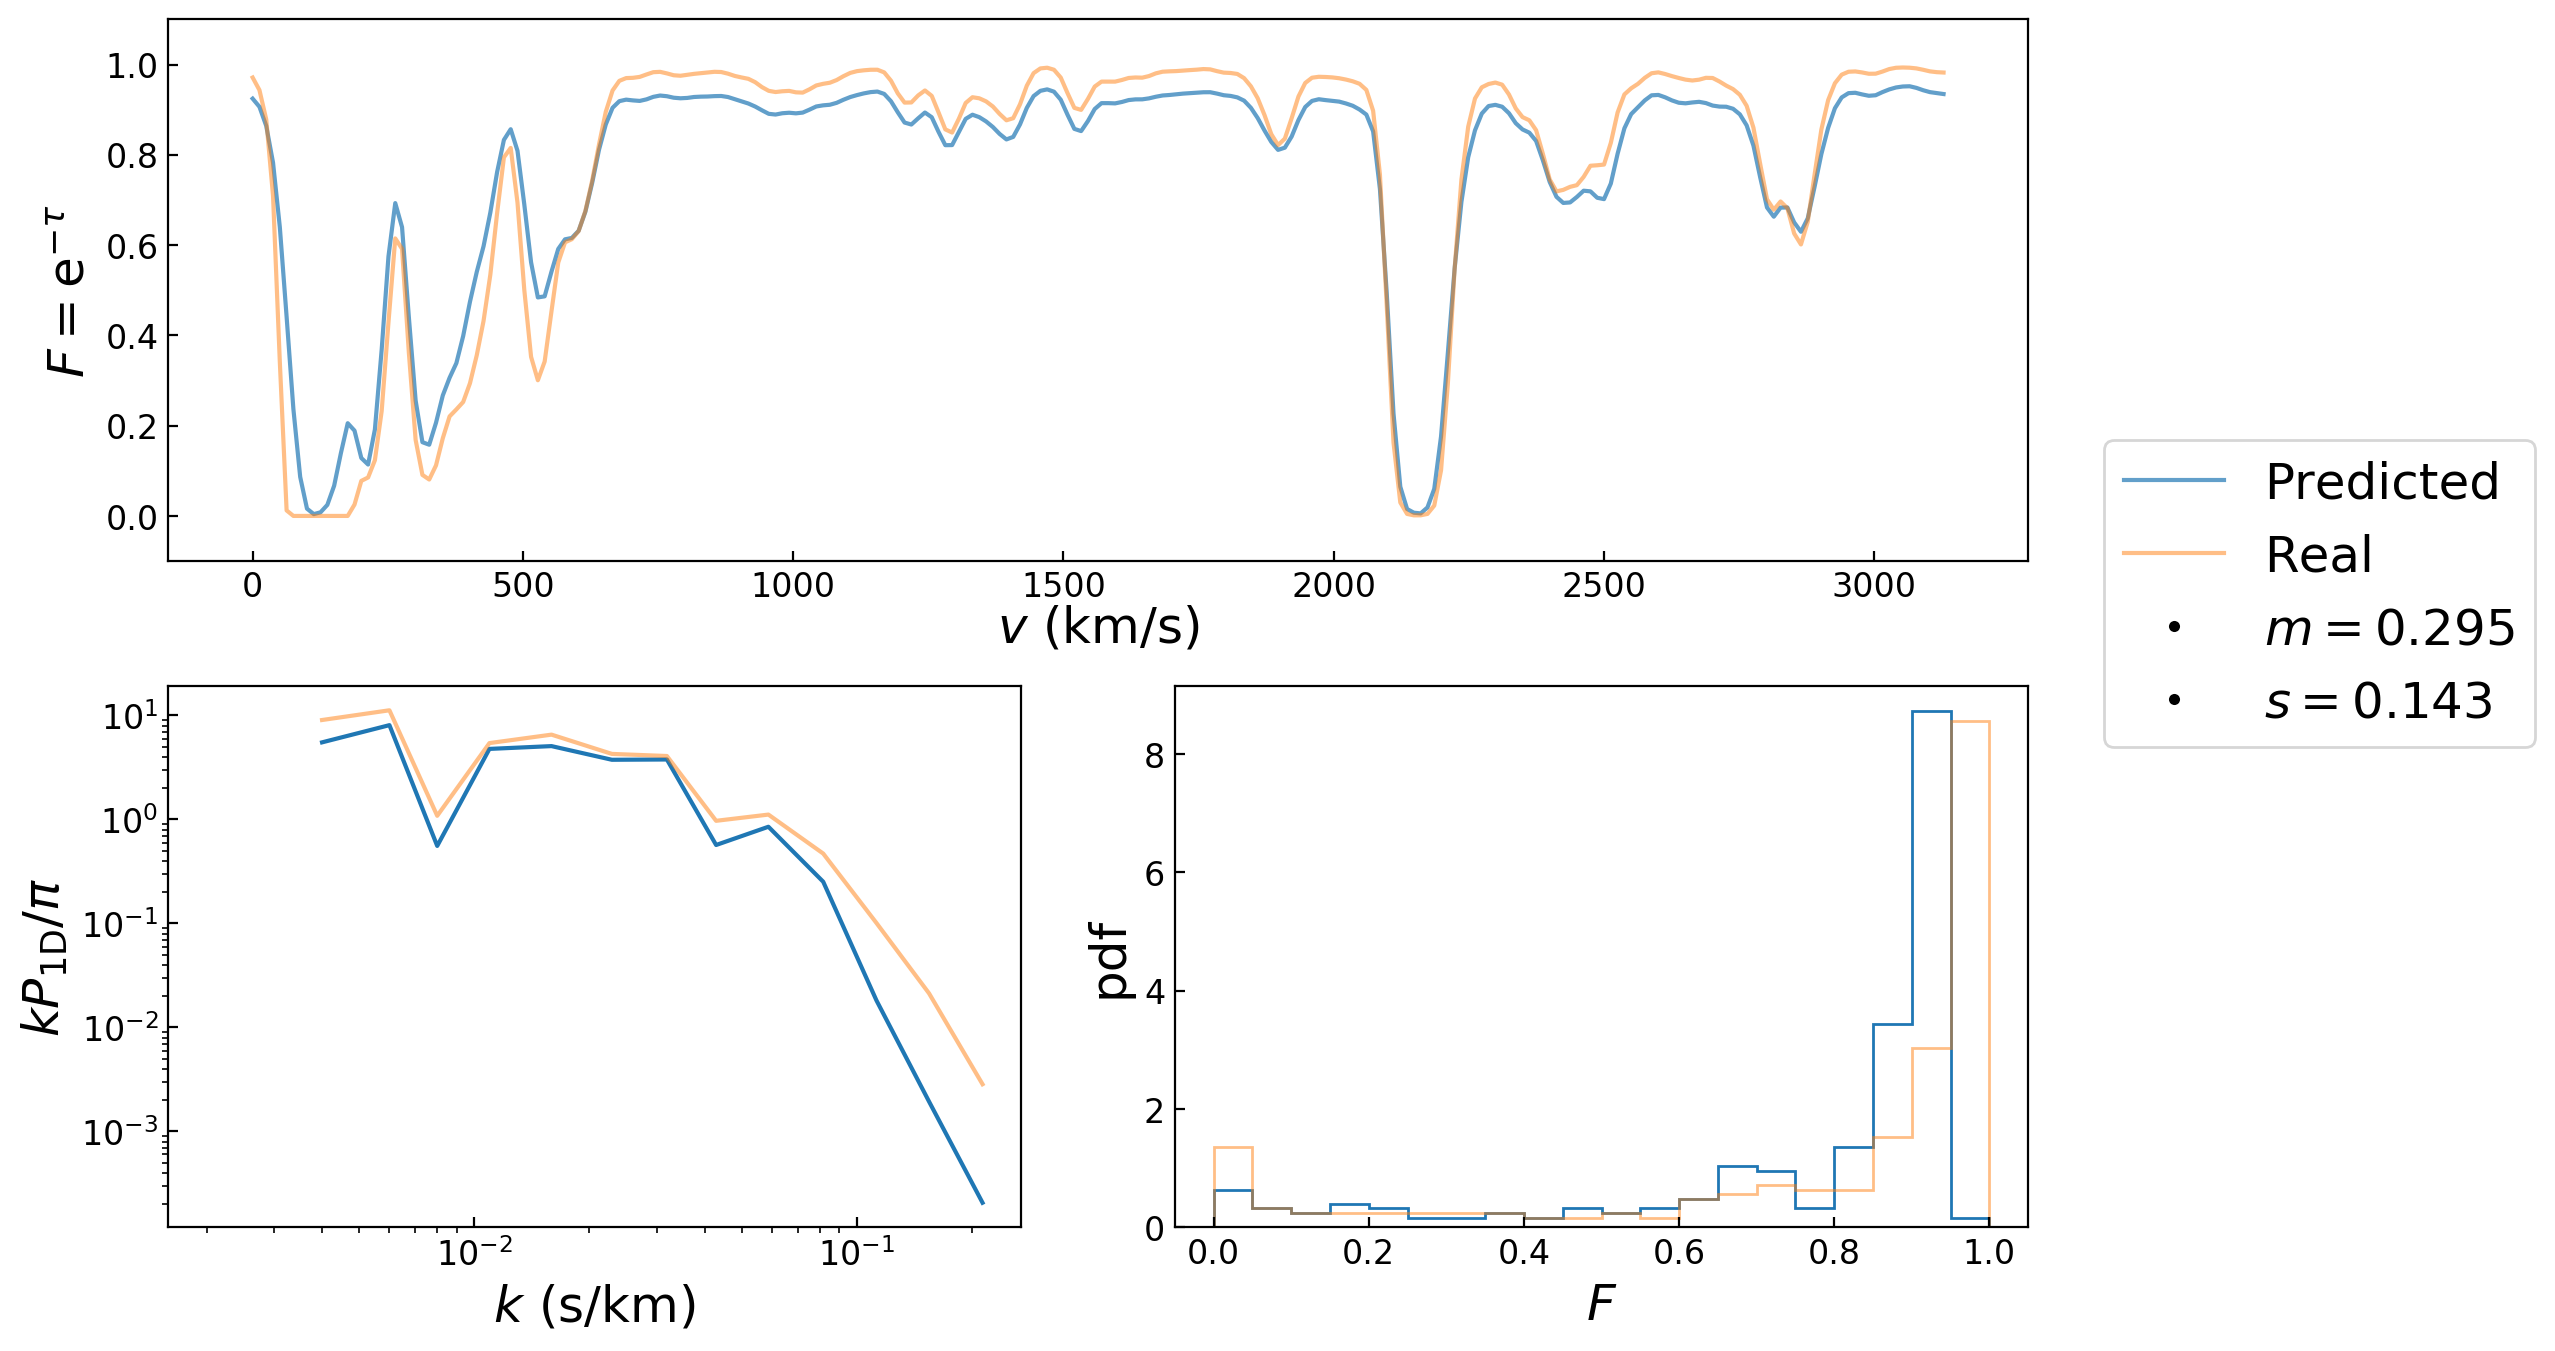 F = e^{−τ}
1.0
0.8
0.6
0.4
0.2
0.0
0 500 1000 1500 2000 2500 3000
v (km/s)
Predicted
Real
m = 0.295
s = 0.143
kP_{1D}/π
10^1
10^0
10^{−1}
10^{−2}
10^{−3}
10^{−2} 10^{−1}
k (s/km)
pdf
8
6
4
2
0
0.0 0.2 0.4 0.6 0.8 1.0
F